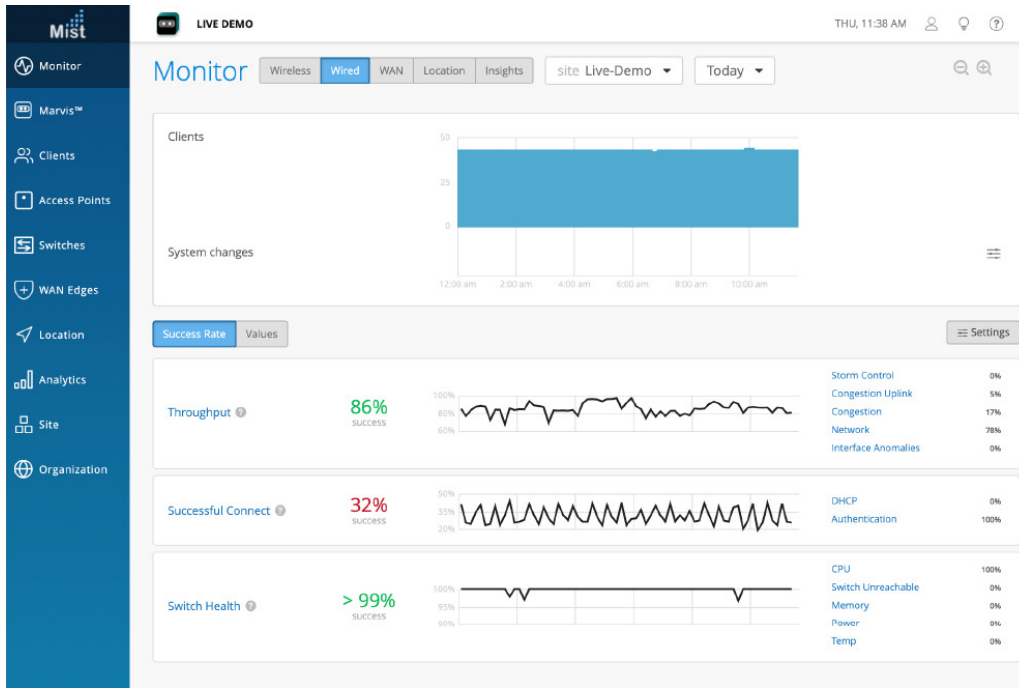 Mist
LIVE DEMO
THU, 11:38 AM
?
Monitor
Marvis™
Clients
Access Points
Switches
WAN Edges
Location
Analytics
Site
Organization
Monitor
Wireless Wired WAN Location Insights
site Live-Demo
Today
Clients
50
25
0
System changes
12:00 am 2:00 am 4:00 am 6:00 am 8:00 am 10:00 am
Success Rate Values
Settings
Throughput ?
86%
success
100%
80%
60%
Storm Control 0%
Congestion Uplink 5%
Congestion 17%
Network 78%
Interface Anomalies 0%
Successful Connect ?
32%
success
50%
35%
20%
DHCP 0%
Authentication 100%
Switch Health ?
> 99%
success
100%
95%
90%
CPU 100%
Switch Unreachable 0%
Memory 0%
Power 0%
Temp 0%